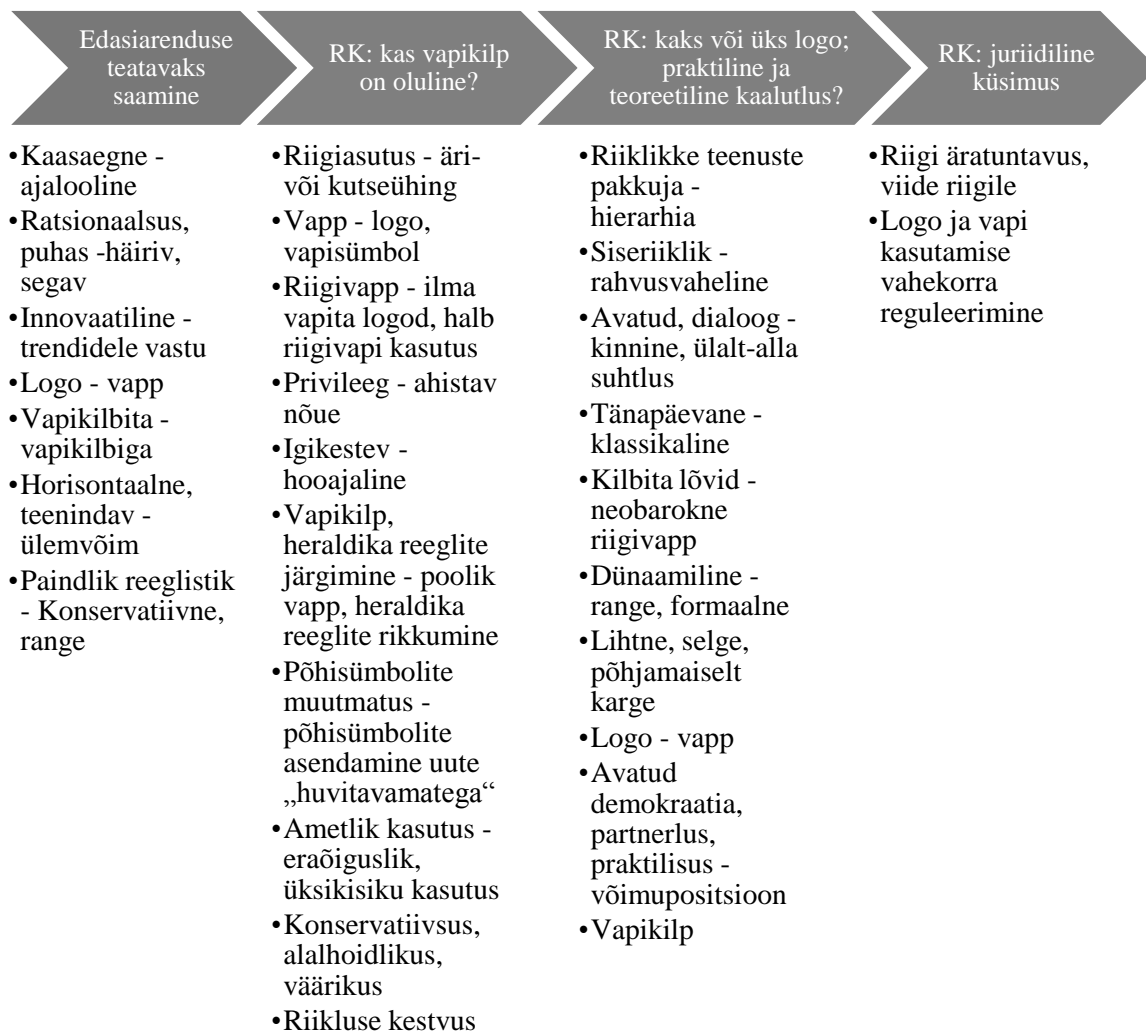 Edasiarenduse
teatavaks
saamine
RK: kas vapikilp
on oluline?
RK: kaks või üks logo;
praktiline ja
teoreetiline kaalutlus?
RK: juriidiline
küsimus
•Kaasaegne -
ajalooline
•Ratsionaalsus,
puhas -häiriv,
segav
•Innovaatiline -
trendidele vastu
•Logo - vapp
•Vapikilbita -
vapikilbiga
•Horisontaalne,
teenindav -
ülemvõim
•Paindlik reeglistik
- Konservatiivne,
range
•Riigiasutus - äri-
või kutseühing
•Vapp - logo,
vapisümbol
•Riigivapp - ilma
vapita logod, halb
riigivapi kasutus
•Privileeg - ahistav
nõue
•Igikestev -
hooajaline
•Vapikilp,
heraldika reeglite
järgimine - poolik
vapp, heraldika
reeglite rikkumine
•Põhisümbolite
muutmatus -
põhisümbolite
asendamine uute
„huvitavamatega“
•Ametlik kasutus -
eraõiguslik,
üksikisiku kasutus
•Konservatiivsus,
alalhoidlikus,
väärikus
•Riikluse kestvus
•Riiklikke teenuste
pakkuja -
hierarhia
•Siseriiklik -
rahvusvaheline
•Avatud, dialoog -
kinnine, ülalt-alla
suhtlus
•Tänapäevane -
klassikaline
•Kilbita lõvid -
neobarokne
riigivapp
•Dünaamiline -
range, formaalne
•Lihtne, selge,
põhjamaiselt
karge
•Logo - vapp
•Avatud
demokraatia,
partnerlus,
praktilisus -
võimupositsioon
•Vapikilp
•Riigi äratuntavus,
viide riigile
•Logo ja vapi
kasutamise
vahekorra
reguleerimine